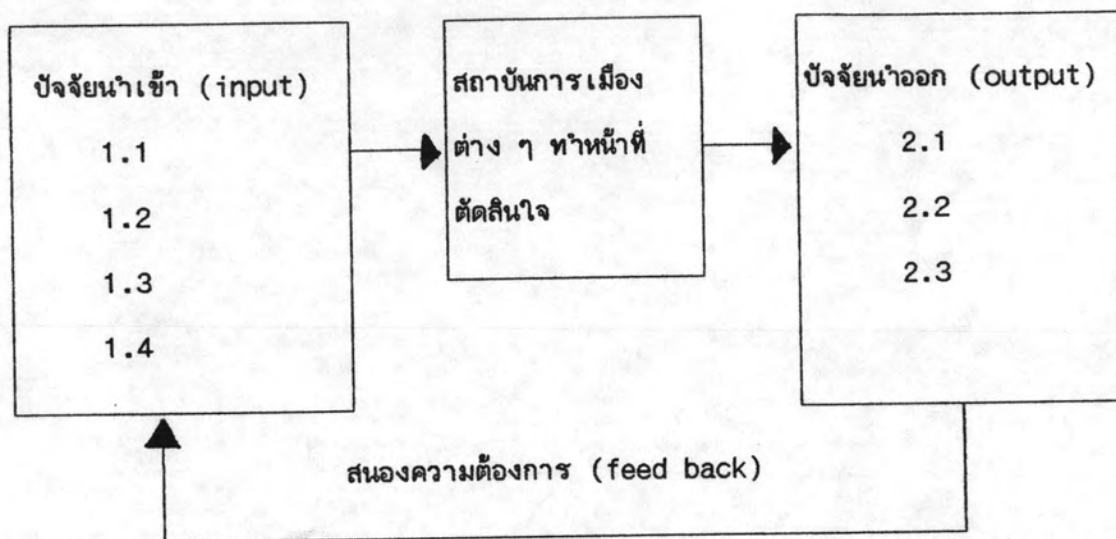 ปัจจัยนำเข้า (input)
1.1
1.2
1.3
1.4
สถาบันการเมือง
ต่าง ๆ ทำหน้าที่
ตัดสินใจ
ปัจจัยนำออก (output)
2.1
2.2
2.3
สนองความต้องการ (feed back)